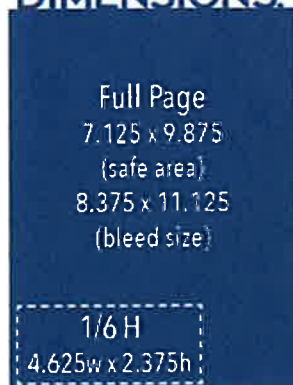 Full Page
7.125 x 9.875
(safe area)
8.375 x 11.125
(bleed size)
1/6 H
4.625w x 2.375h